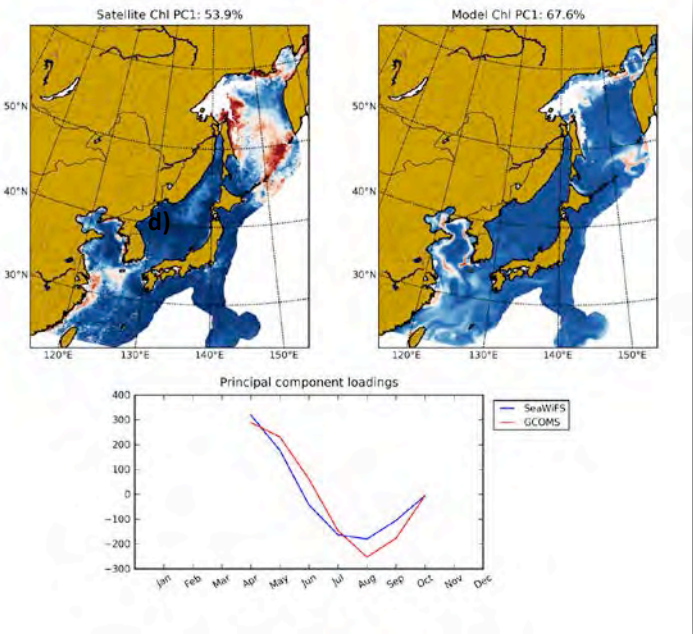 Satellite Chl PC1: 53.9%
Model Chl PC1: 67.6%
50°N
40°N
30°N
120°E
130°E
140°E
150°E
d)
50°N
40°N
30°N
120°E
130°E
140°E
150°E
Principal component loadings
400
300
200
100
0
−100
−200
−300
Jan
Feb
Mar
Apr
May
Jun
Jul
Aug
Sep
Oct
Nov
Dec
SeaWiFS
GCOMS